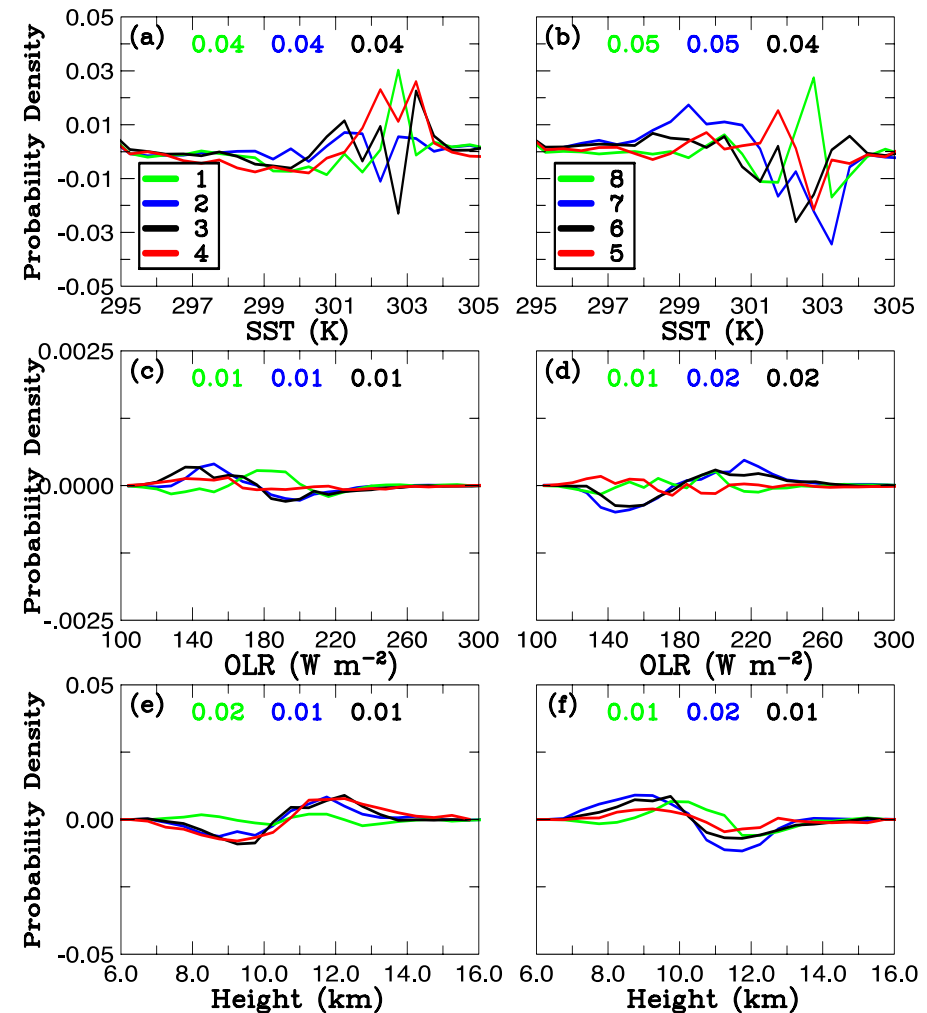 Probability Density
0.05
0.03
0.01
-0.01
-0.03
-0.05
(a) 0.04 0.04 0.04
1
2
3
4
295 297 299 301 303 305
SST (K)
(b) 0.05 0.05 0.04
8
7
6
5
295 297 299 301 303 305
SST (K)
Probability Density
0.0025
0.0000
-.0025
(c) 0.01 0.01 0.01
100 140 180 220 260 300
OLR (W m⁻²)
(d) 0.01 0.02 0.02
100 140 180 220 260 300
OLR (W m⁻²)
Probability Density
0.05
0.00
-0.05
(e) 0.02 0.01 0.01
6.0 8.0 10.0 12.0 14.0 16.0
Height (km)
(f) 0.01 0.02 0.01
6.0 8.0 10.0 12.0 14.0 16.0
Height (km)